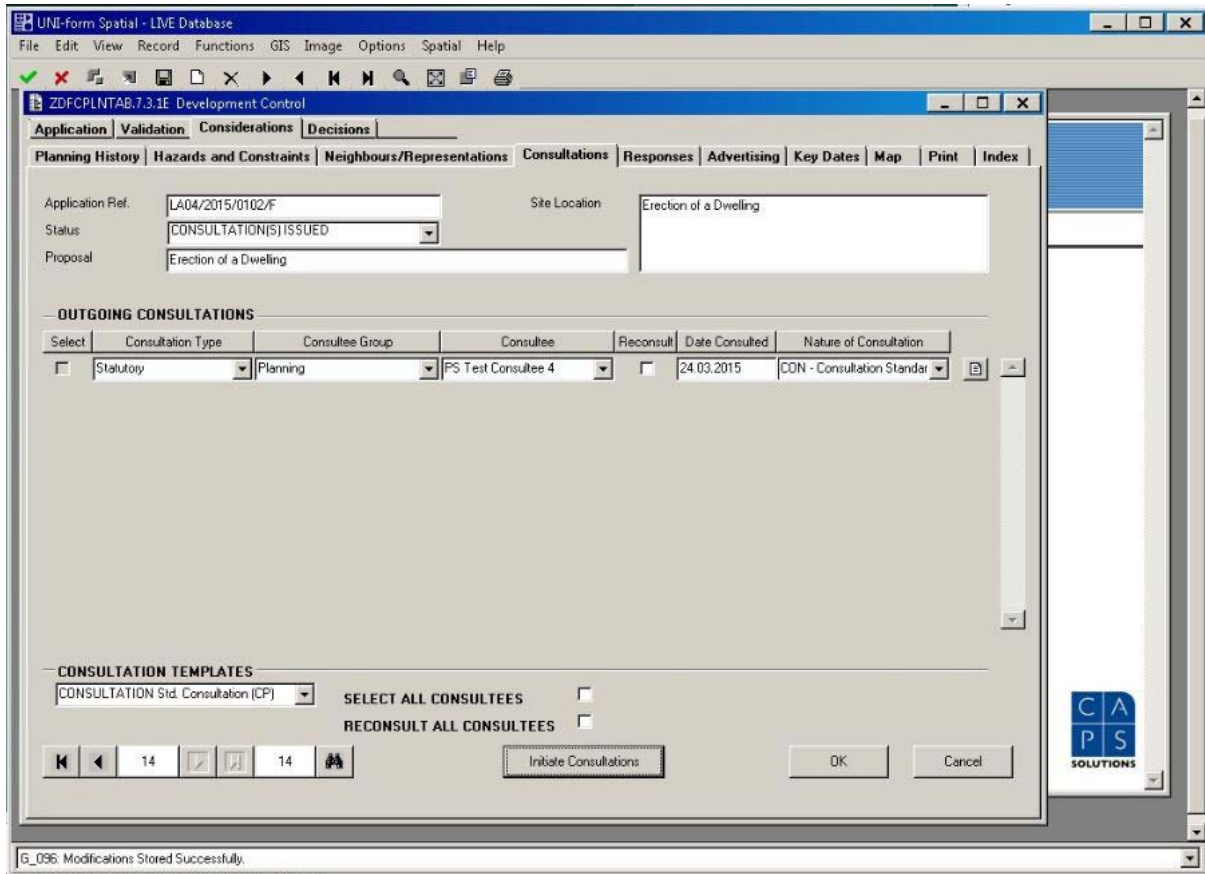 UNI-form Spatial - LIVE Database
File Edit View Record Functions GIS Image Options Spatial Help
ZDFCPLNTAB.7.3.1E Development Control
Application Validation Considerations Decisions
Planning History Hazards and Constraints Neighbours/Representations Consultations Responses Advertising Key Dates Map Print Index
Application Ref. LA04/2015/0102/F Site Location Erection of a Dwelling
Status CONSULTATION(S) ISSUED
Proposal Erection of a Dwelling
OUTGOING CONSULTATIONS
Select Consultation Type Consultee Group Consultee Reconsult Date Consulted Nature of Consultation
Statutory Planning PS Test Consultee 4 24.03.2015 CON - Consultation Standar
CONSULTATION TEMPLATES
CONSULTATION Std. Consultation (CP) SELECT ALL CONSULTEES
RECONSULT ALL CONSULTEES
14 14 Initiate Consultations OK Cancel
CAPS
SOLUTIONS
G_096: Modifications Stored Successfully.